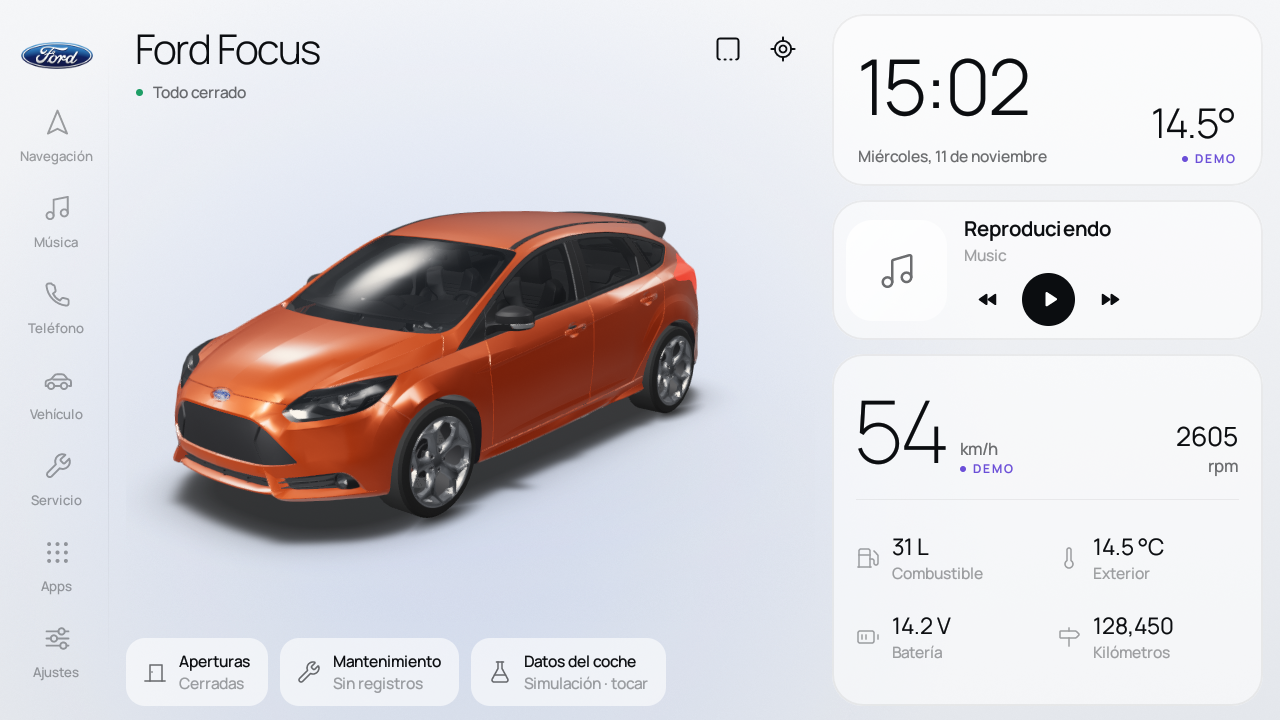 Ford
Navegación
Música
Teléfono
Vehículo
Servicio
Apps
Ajustes
Ford Focus
Todo cerrado
Aperturas
Cerradas
Mantenimiento
Sin registros
Datos del coche
Simulación · tocar
15:02
Miércoles, 11 de noviembre
14.5°
DEMO
Reproduciendo
Music
54 km/h
DEMO
2605
rpm
31 L
Combustible
14.5 °C
Exterior
14.2 V
Batería
128,450
Kilómetros